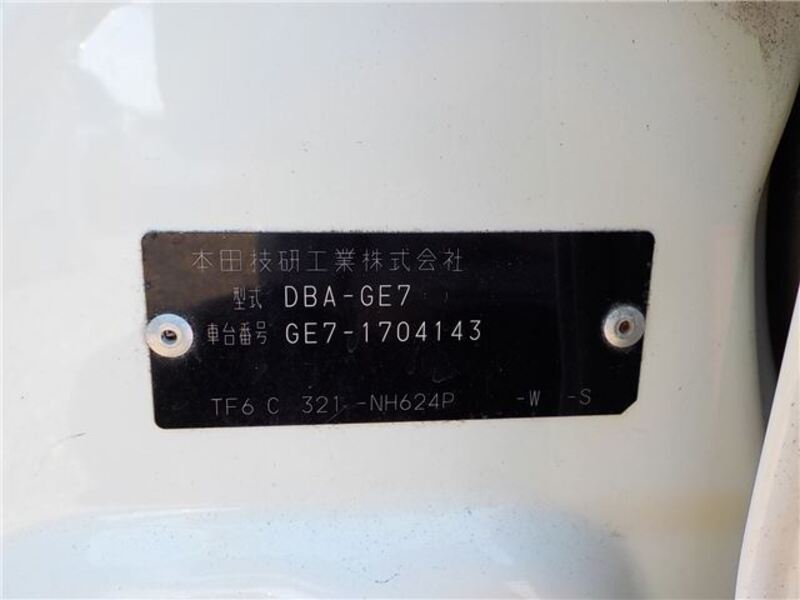 本田技研工業株式会社
型式 DBA-GE7
車台番号 GE7-1704143
TF6 C 321 -NH624P -W -S